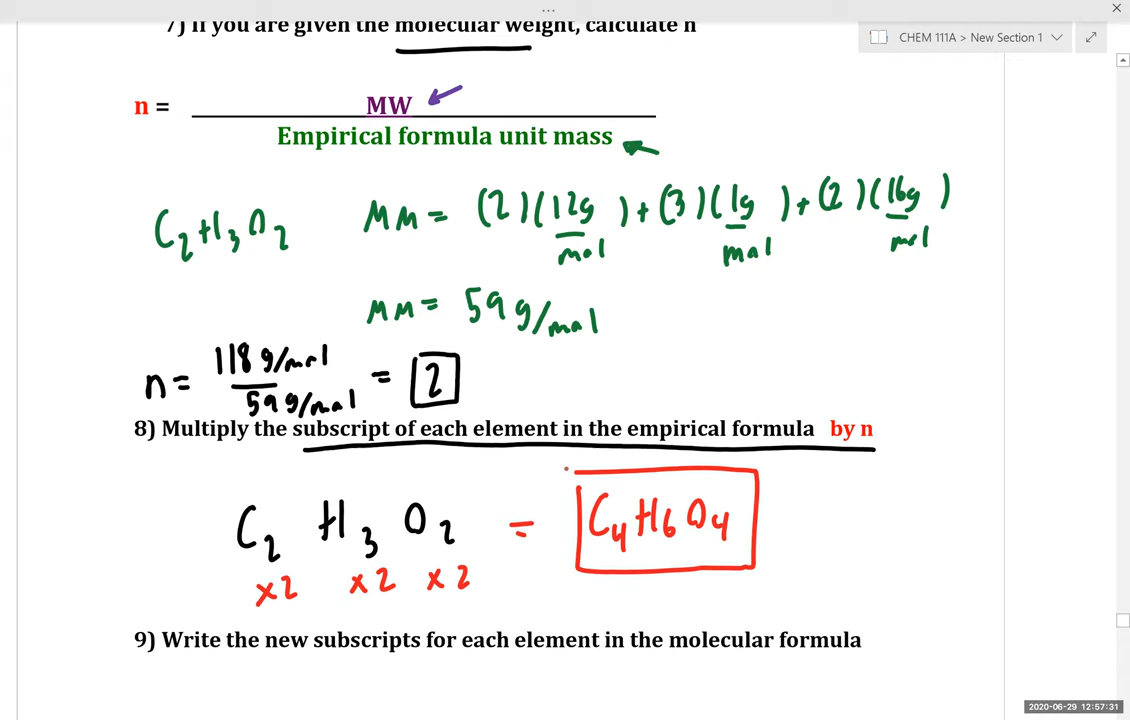 7) If you are given the molecular weight, calculate n
CHEM 111A > New Section 1
n = MW
Empirical formula unit mass
C2H3O2 MM = (2)(12g/mol) + (3)(1g/mol) + (2)(16g/mol)
MM = 59 g/mol
n = 118 g/mol / 59 g/mol = 2
8) Multiply the subscript of each element in the empirical formula by n
C2 H3 O2 = C4H6O4
x2 x2 x2
9) Write the new subscripts for each element in the molecular formula
2020-06-29 12:57:31